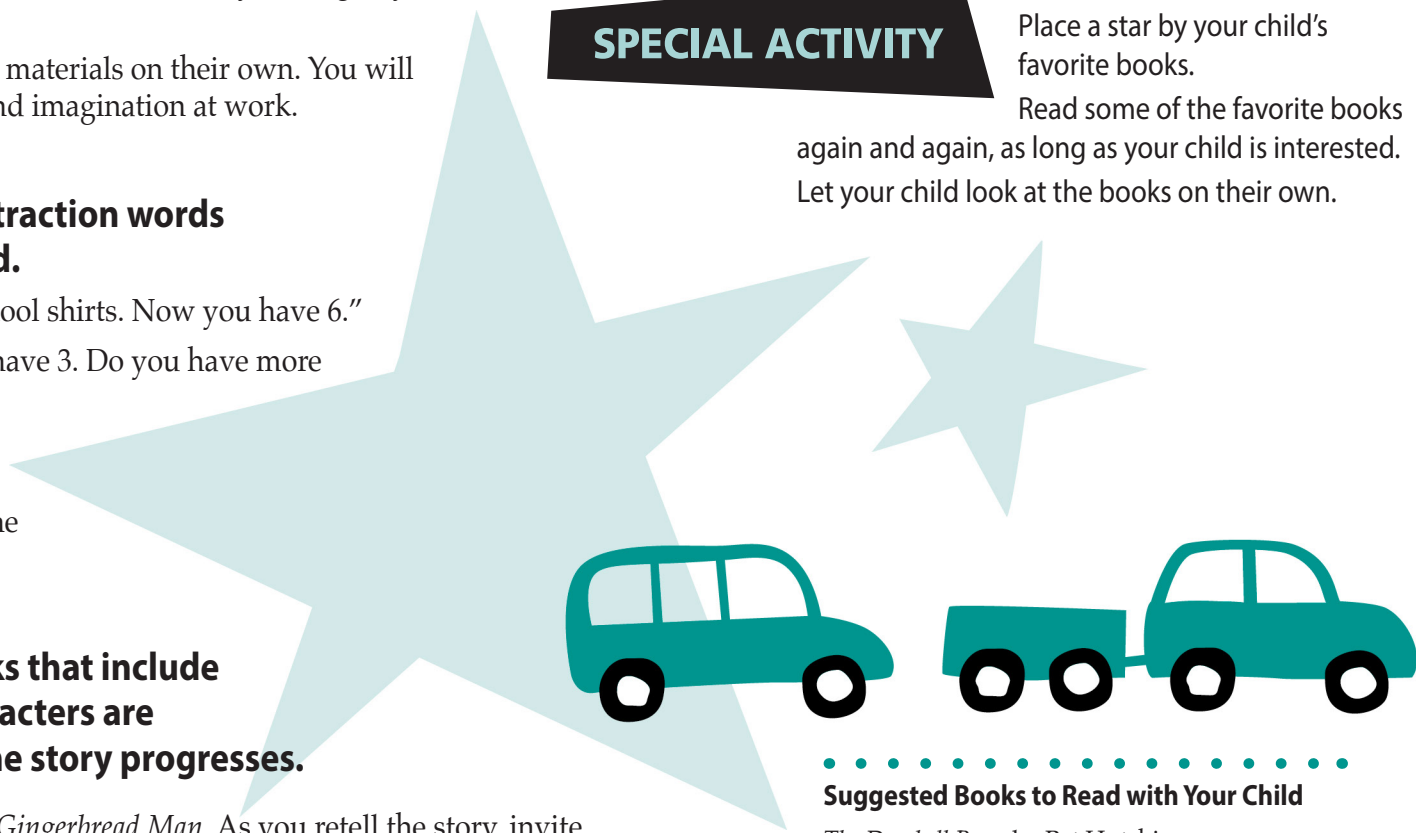 materials on their own. You will
nd imagination at work.
traction words
d.
ool shirts. Now you have 6.”
have 3. Do you have more
ne
ks that include
acters are
he story progresses.
Gingerbread Man. As you retell the story, invite
SPECIAL ACTIVITY
Place a star by your child’s
favorite books.
Read some of the favorite books
again and again, as long as your child is interested.
Let your child look at the books on their own.
Suggested Books to Read with Your Child